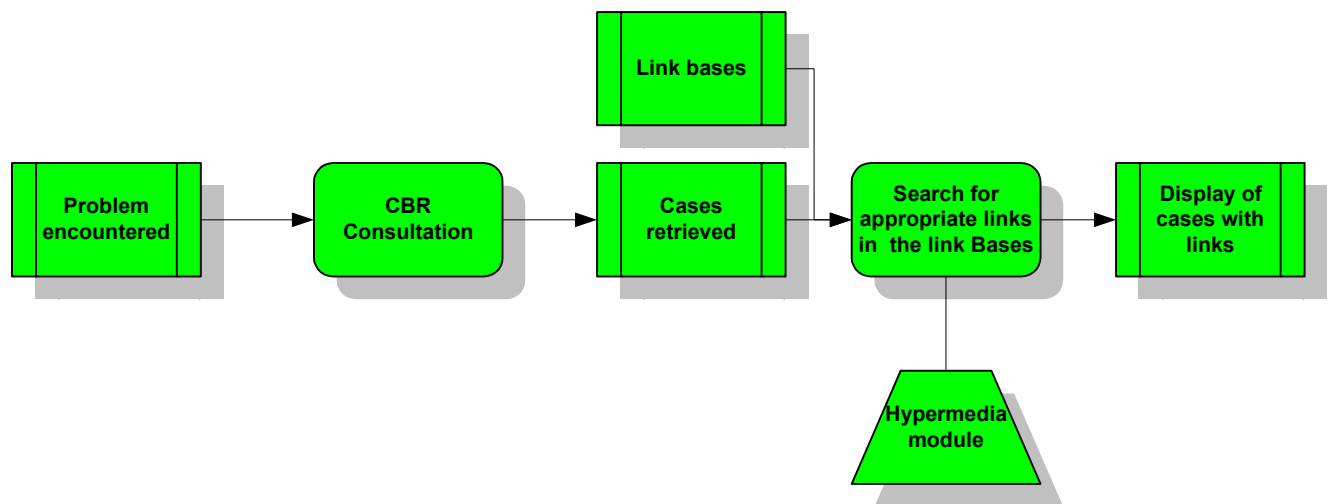 Link bases
Problem
encountered
CBR
Consultation
Cases
retrieved
Search for
appropriate links
in the link Bases
Display of
cases with
links
Hypermedia
module